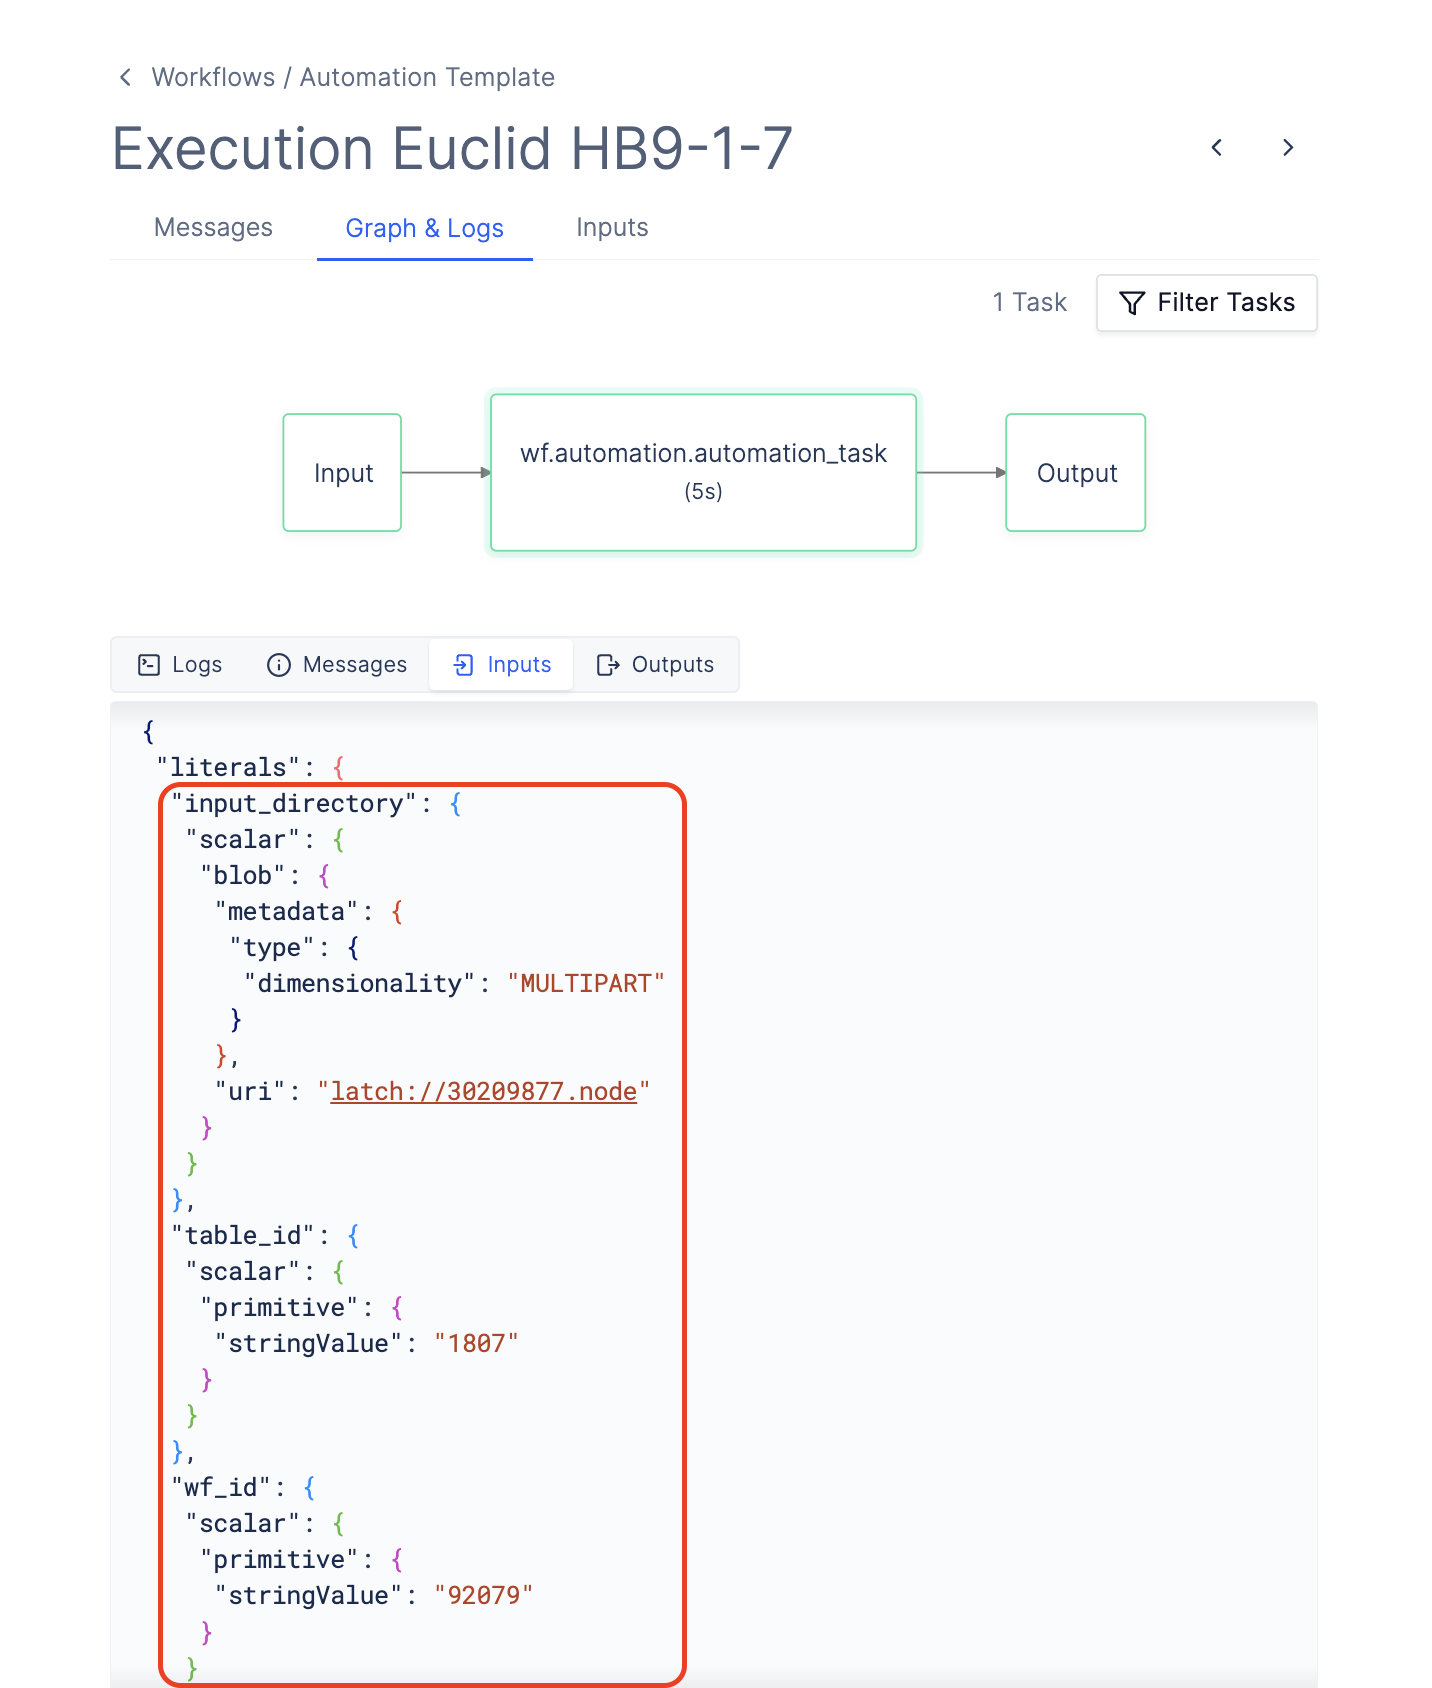 Workflows / Automation Template
Execution Euclid HB9-1-7
Messages Graph & Logs Inputs
1 Task Filter Tasks
Input
wf.automation.automation_task
(5s)
Output
Logs Messages Inputs Outputs
{
"literals": {
"input_directory": {
"scalar": {
"blob": {
"metadata": {
"type": {
"dimensionality": "MULTIPART"
}
},
"uri": "latch://30209877.node"
}
}
},
"table_id": {
"scalar": {
"primitive": {
"stringValue": "1807"
}
}
},
"wf_id": {
"scalar": {
"primitive": {
"stringValue": "92079"
}
}